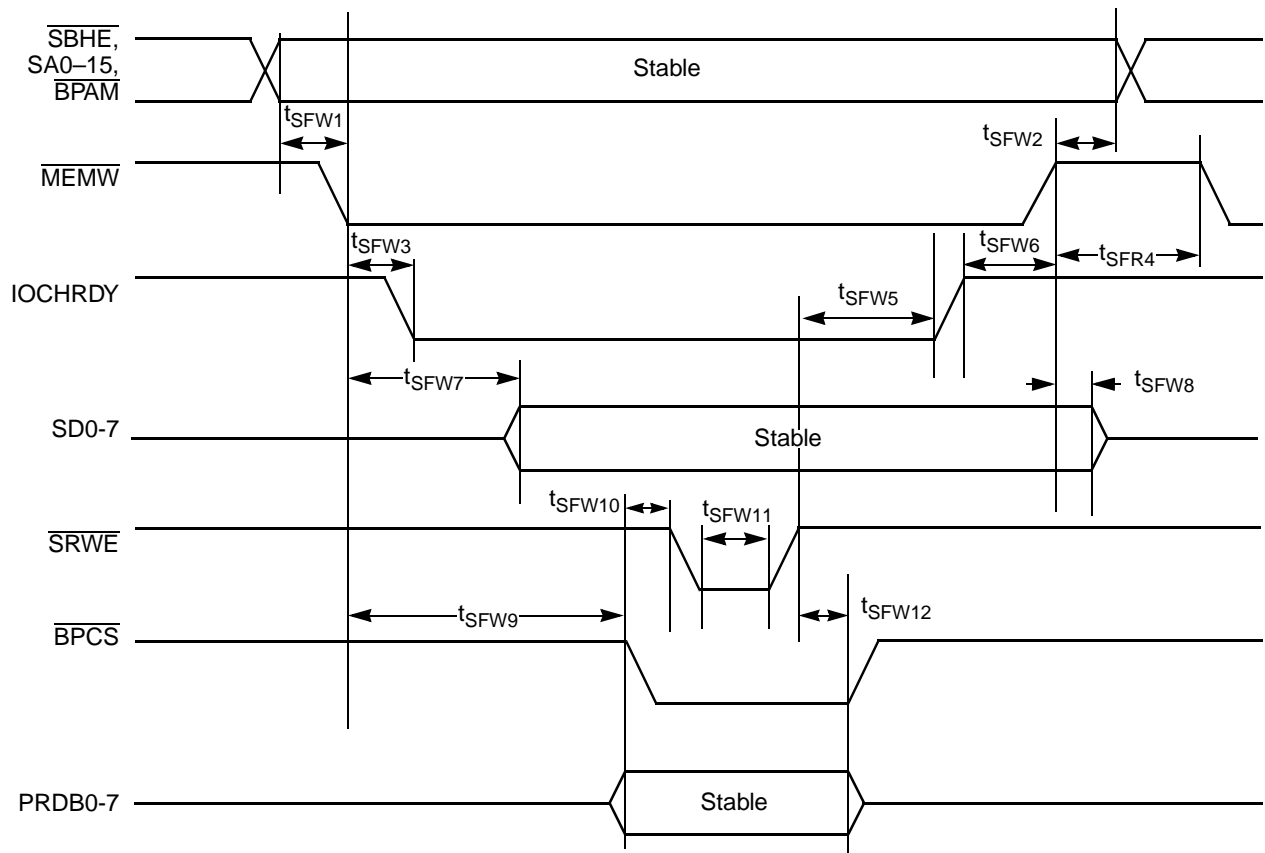 SBHE,
SA0–15,
BPAM
Stable
tSFW1
tSFW2
MEMW
tSFW3
tSFW6
tSFR4
IOCHRDY
tSFW5
tSFW7
tSFW8
SD0-7
Stable
tSFW10
tSFW11
SRWE
tSFW9
tSFW12
BPCS
PRDB0-7
Stable